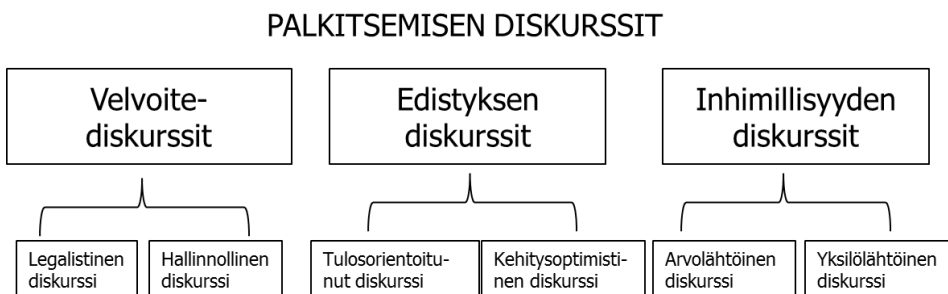 PALKITSEMISEN DISKURSSIT
Velvoite-
diskurssit
Edistyksen
diskurssit
Inhimillisyyden
diskurssit
Legalistinen
diskurssi
Hallinnollinen
diskurssi
Tulosorientoitu-
nut diskurssi
Kehitysoptimisti-
nen diskurssi
Arvolähtöinen
diskurssi
Yksilölähtöinen
diskurssi